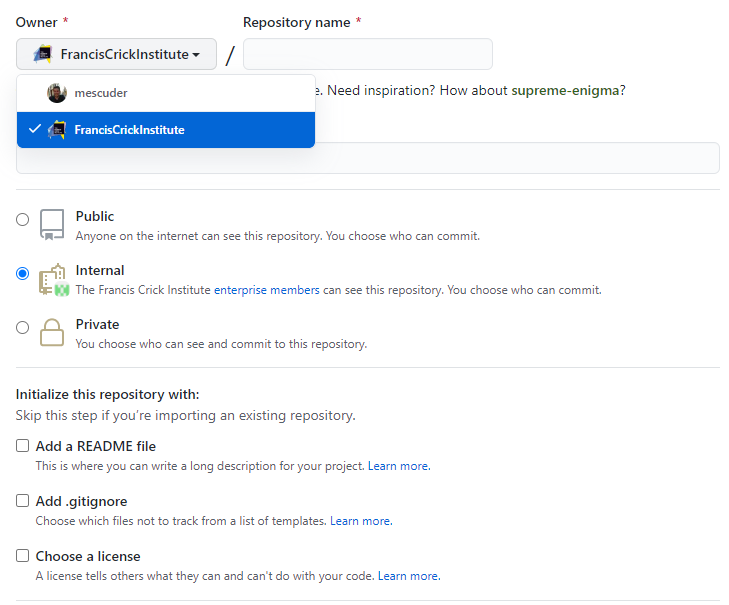 Owner * Repository name *
FrancisCrickInstitute / 
mescuder
FrancisCrickInstitute
e. Need inspiration? How about supreme-enigma?
Public
Anyone on the internet can see this repository. You choose who can commit.
Internal
The Francis Crick Institute enterprise members can see this repository. You choose who can commit.
Private
You choose who can see and commit to this repository.
Initialize this repository with:
Skip this step if you're importing an existing repository.
Add a README file
This is where you can write a long description for your project. Learn more.
Add .gitignore
Choose which files not to track from a list of templates. Learn more.
Choose a license
A license tells others what they can and can't do with your code. Learn more.